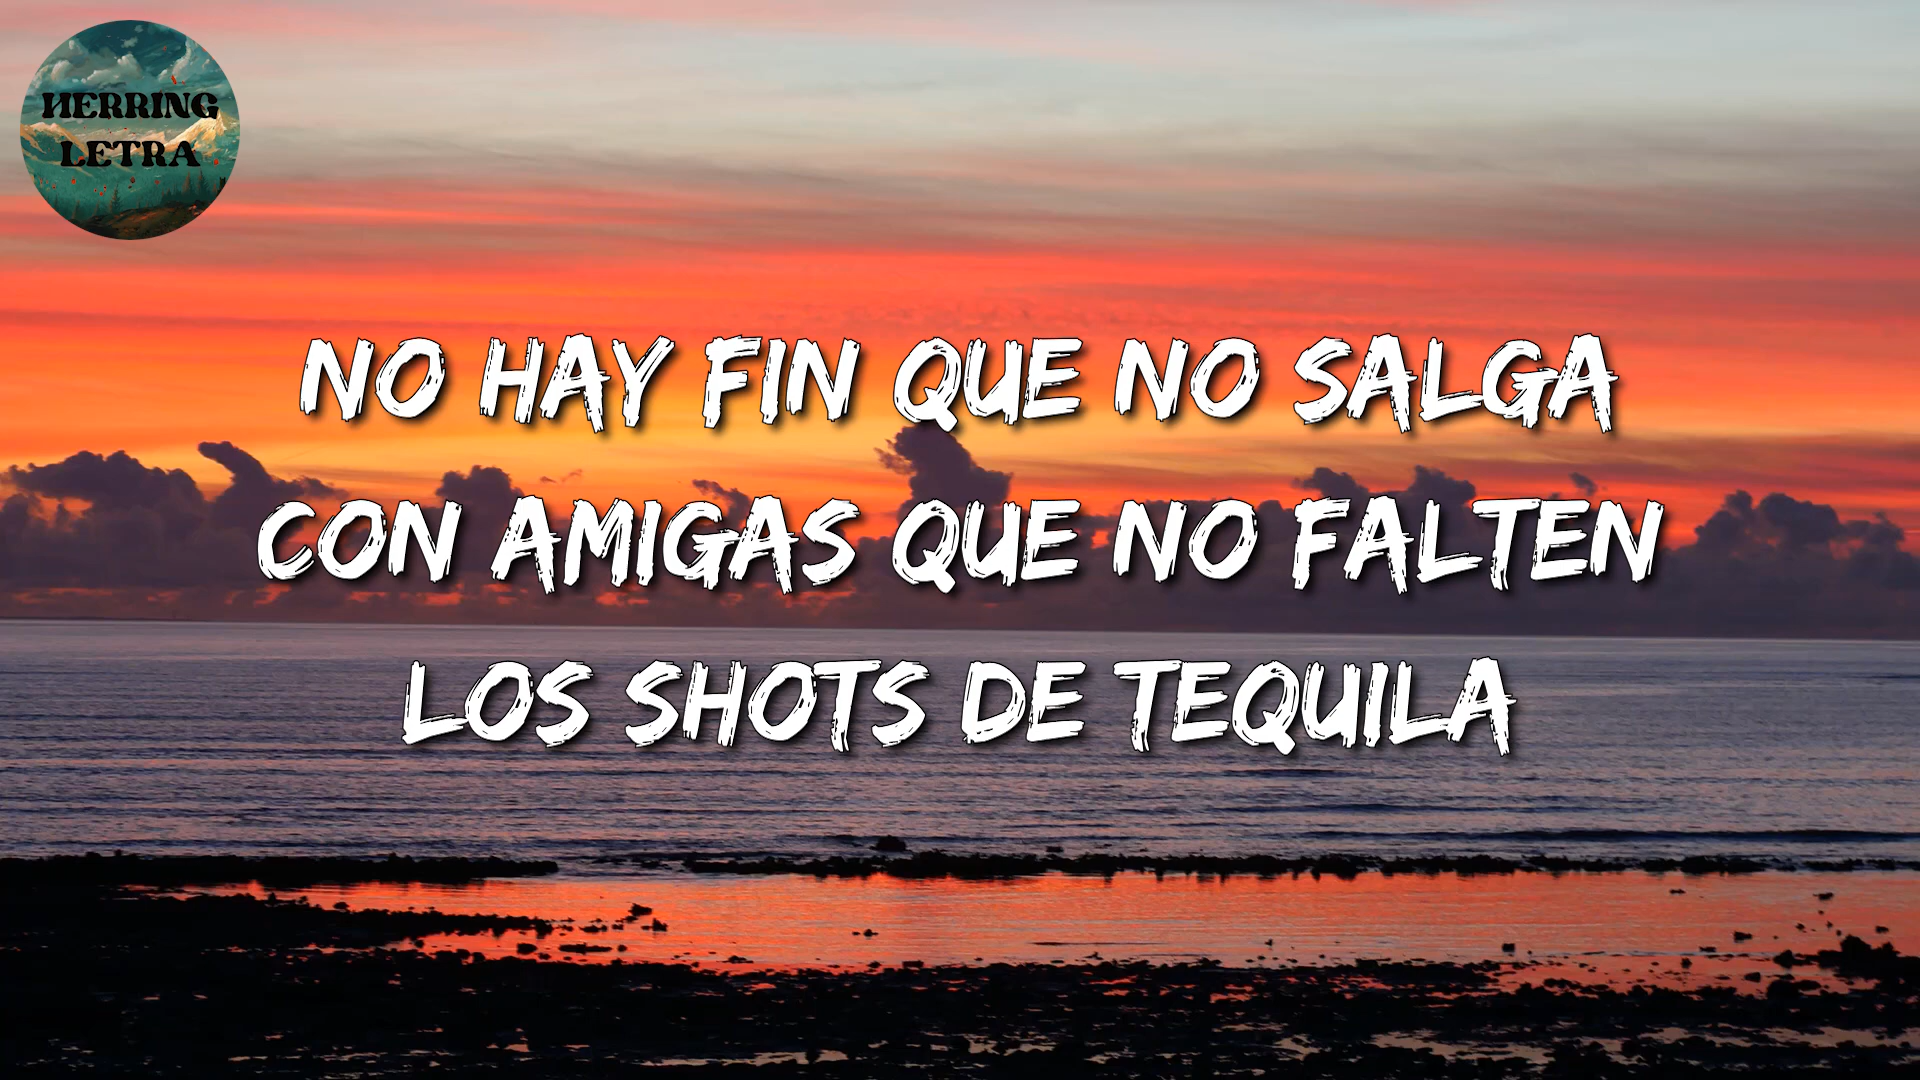 HERRING
LETRA
NO HAY FIN QUE NO SALGA
CON AMIGAS QUE NO FALTEN
LOS SHOTS DE TEQUILA